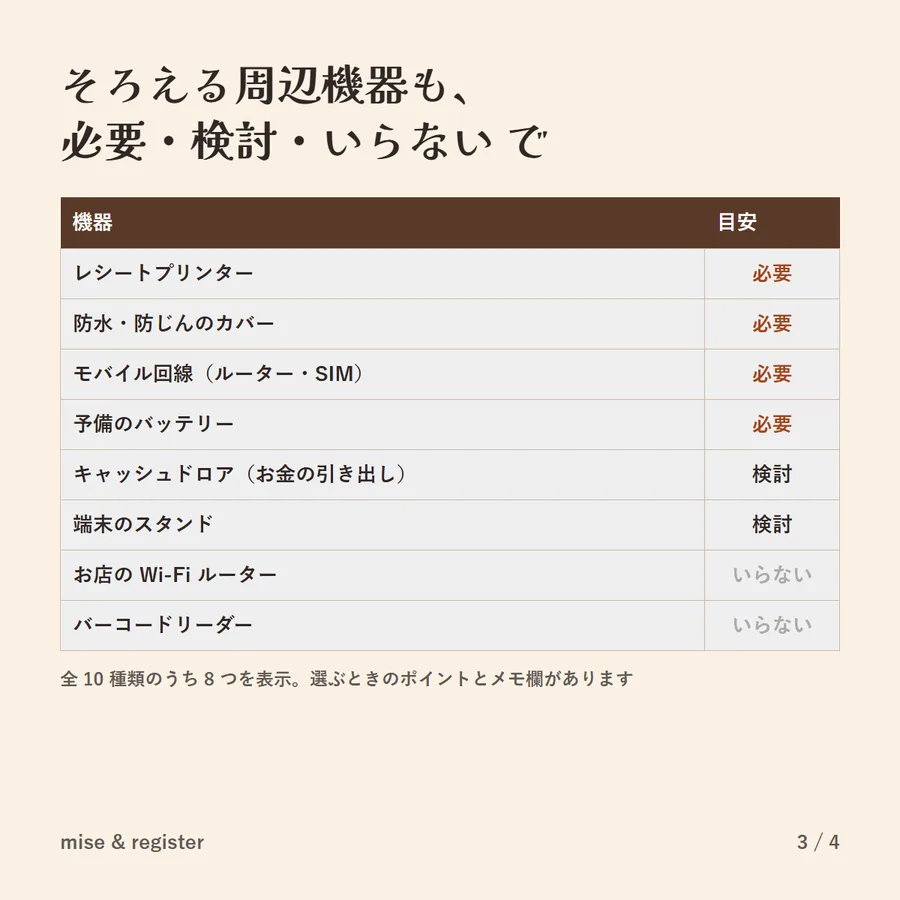 そろえる周辺機器も、
必要・検討・いらない で
機器 目安
レシートプリンター 必要
防水・防じんのカバー 必要
モバイル回線（ルーター・SIM） 必要
予備のバッテリー 必要
キャッシュドロア（お金の引き出し） 検討
端末のスタンド 検討
お店の Wi-Fi ルーター いらない
バーコードリーダー いらない
全 10 種類のうち 8 つを表示。選ぶときのポイントとメモ欄があります
mise & register 3 / 4